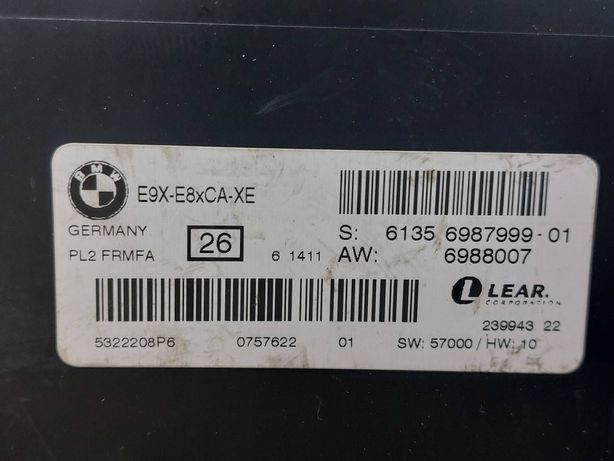 BMW
E9X-E8xCA-XE
GERMANY
PL2 FRMFA
26
6 1411
S: 6135 6987999-01
AW: 6988007
LEAR.
CORPORATION
239943 22
5322208P6 0757622 01 SW: 57000 / HW: 10